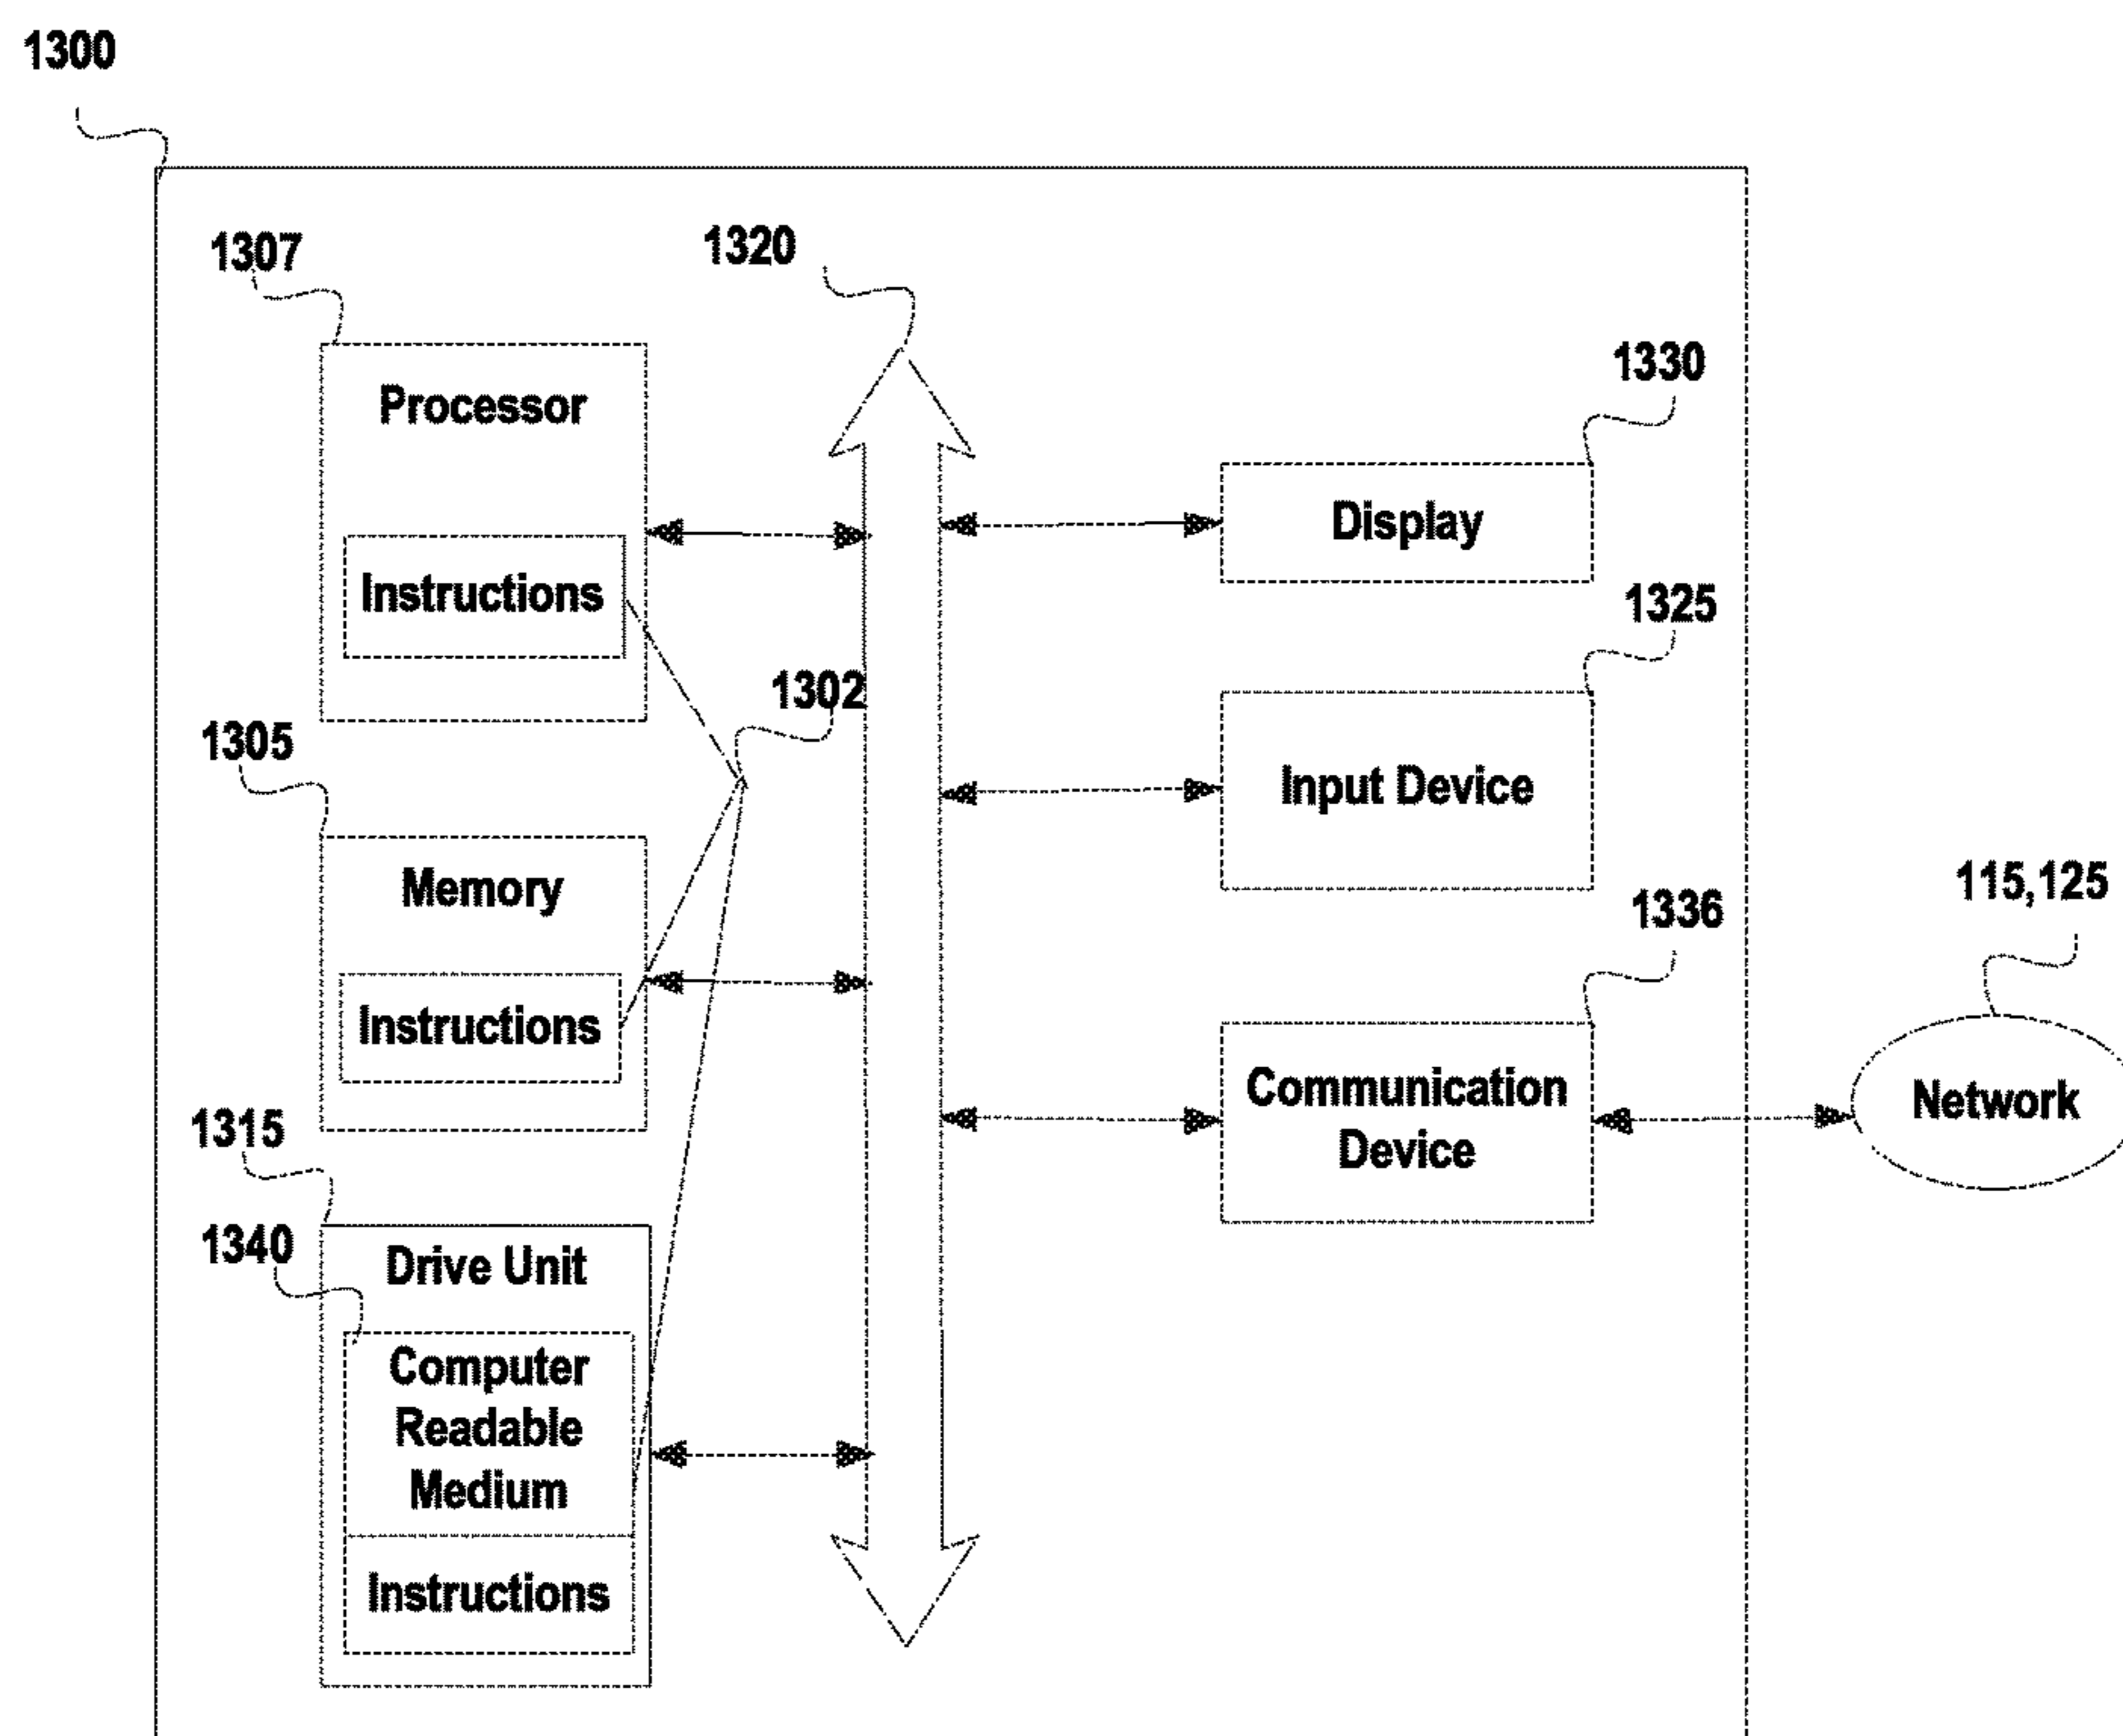 1300
1307
1320
Processor
Instructions
1330
Display
1302
1325
Input Device
1305
Memory
Instructions
1336
Communication
Device
115,125
Network
1315
1340
Drive Unit
Computer
Readable
Medium
Instructions